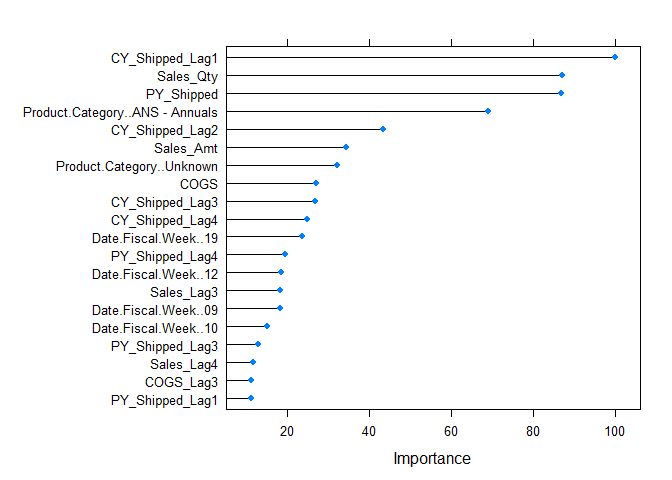 CY_Shipped_Lag1
Sales_Qty
PY_Shipped
Product.Category..ANS - Annuals
CY_Shipped_Lag2
Sales_Amt
Product.Category..Unknown
COGS
CY_Shipped_Lag3
CY_Shipped_Lag4
Date.Fiscal.Week..19
PY_Shipped_Lag4
Date.Fiscal.Week..12
Sales_Lag3
Date.Fiscal.Week..09
Date.Fiscal.Week..10
PY_Shipped_Lag3
Sales_Lag4
COGS_Lag3
PY_Shipped_Lag1
20 40 60 80 100
Importance